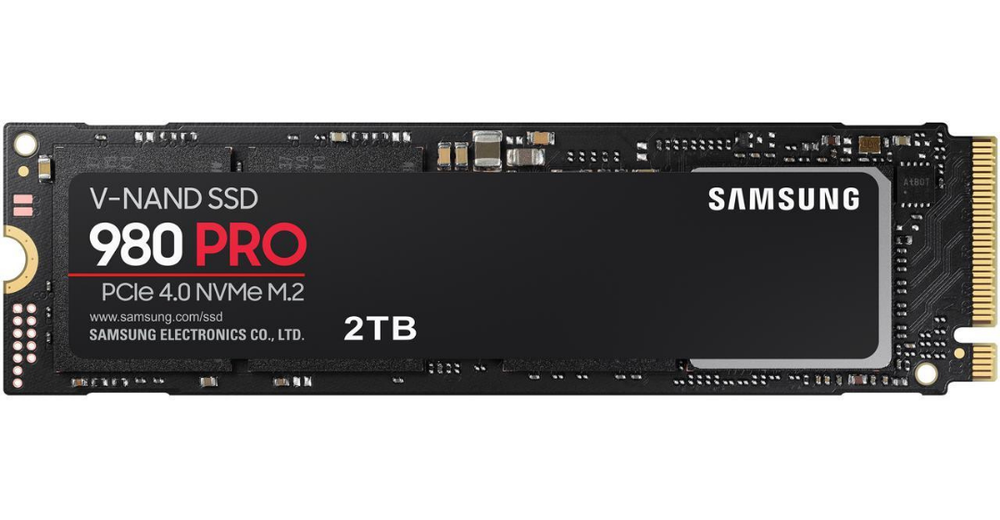 V-NAND SSD
980 PRO
PCIe 4.0 NVMe M.2
www.samsung.com/ssd
SAMSUNG ELECTRONICS CO., LTD.
2TB
SAMSUNG